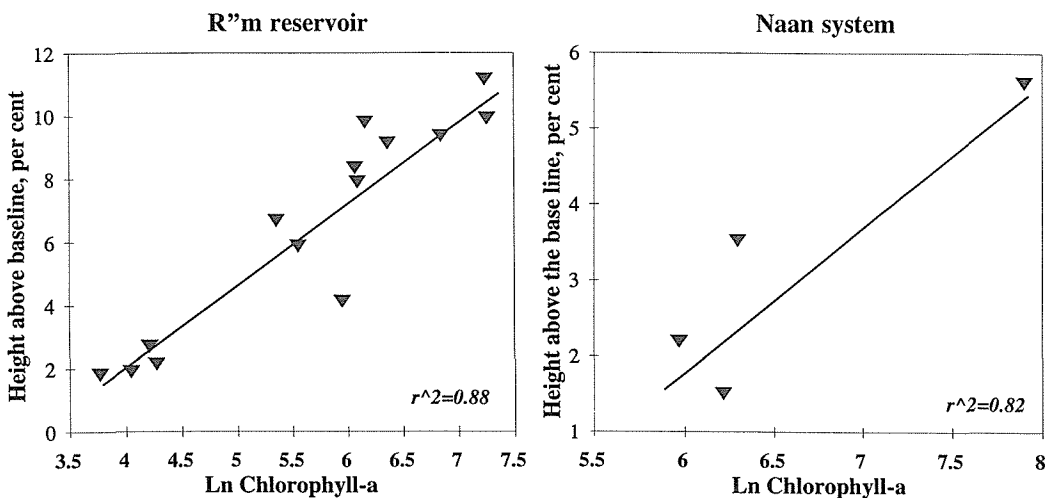 R”m reservoir
Height above baseline, per cent
12
10
8
6
4
2
0
r^2=0.88
3.5 4 4.5 5 5.5 6 6.5 7 7.5
Ln Chlorophyll-a
Naan system
Height above the base line, per cent
6
5
4
3
2
1
r^2=0.82
5.5 6 6.5 7 7.5 8
Ln Chlorophyll-a